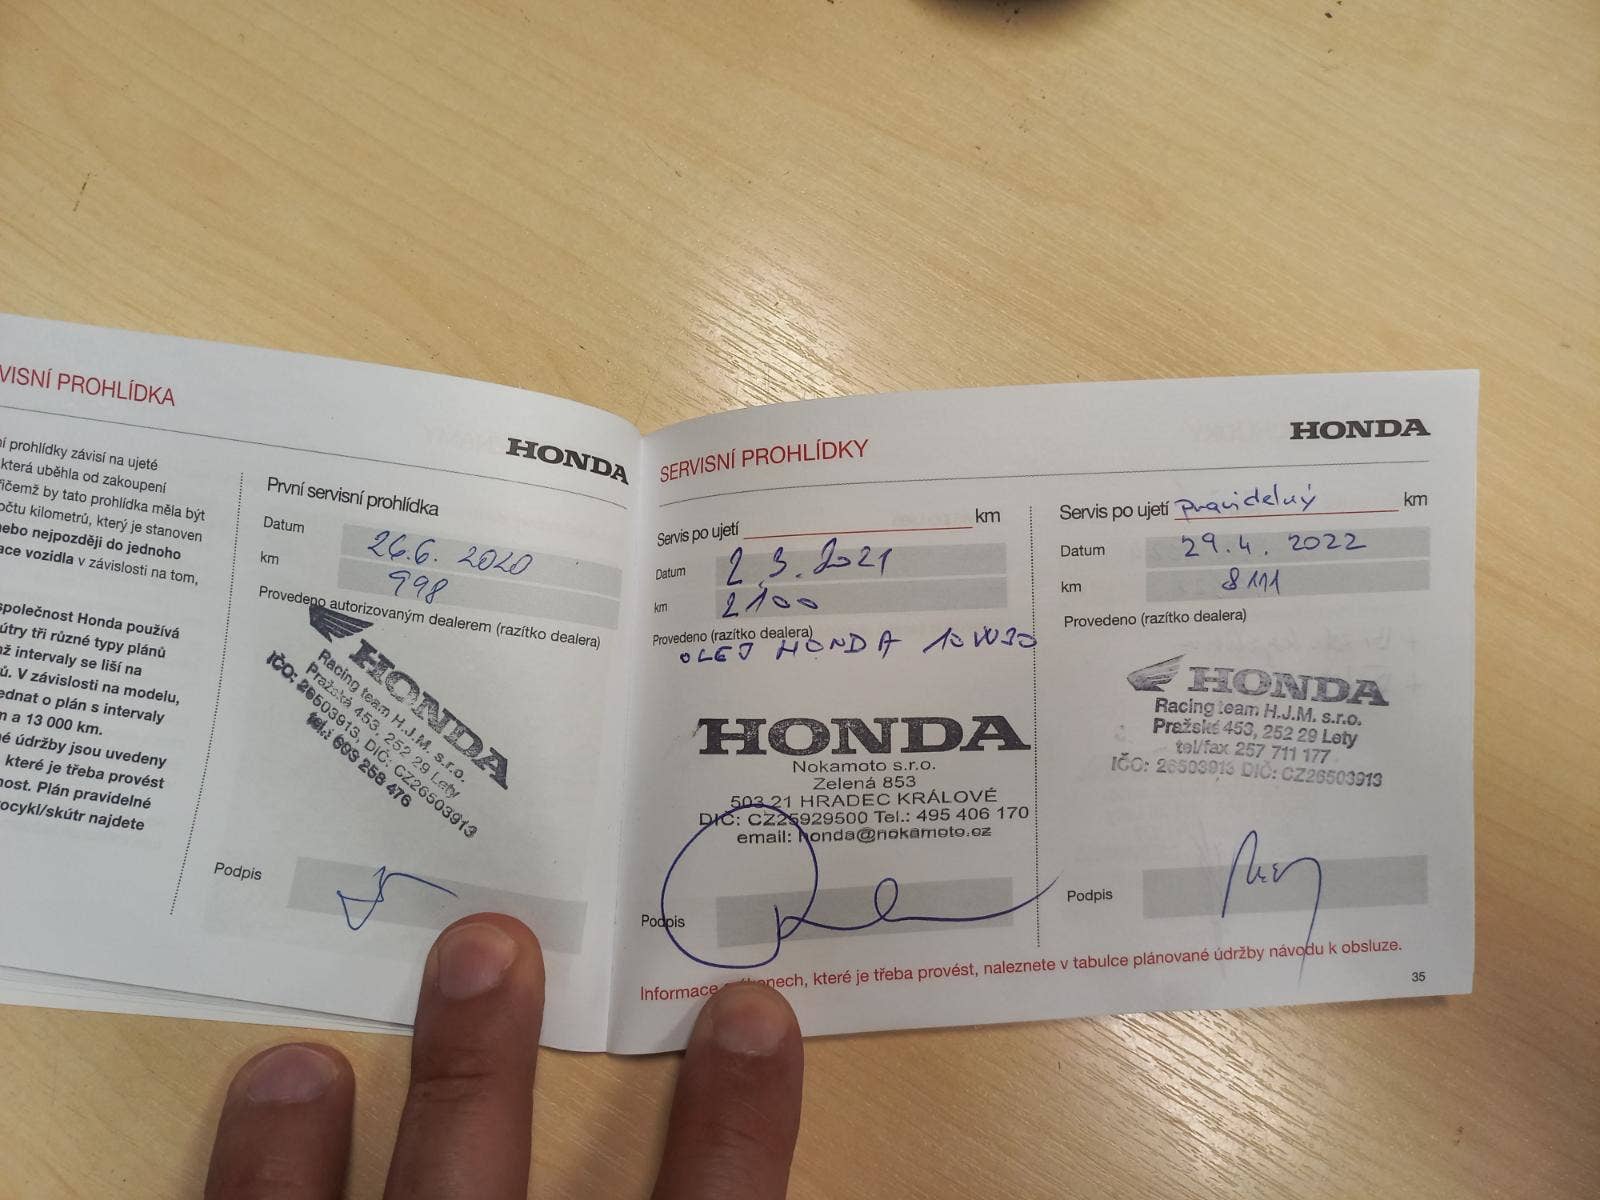 VISNÍ PROHLÍDKA
ní prohlídky závisí na ujeté
která uběhla od zakoupení
řičemž by tato prohlídka měla být
očtu kilometrů, který je stanoven
nebo nejpozději do jednoho
ace vozidla v závislosti na tom,
společnost Honda používá
útry tři různé typy plánů
ž intervaly se liší na
ů. V závislosti na modelu,
ednat o plán s intervaly
m a 13 000 km.
é údržby jsou uvedeny
které je třeba provést
nost. Plán pravidelné
ocykl/skútr najdete
HONDA
První servisní prohlídka
Datum 26.6. 2020
km 998
Provedeno autorizovaným dealerem (razítko dealera)
HONDA
Racing team H.J.M. s.r.o.
Pražská 453, 252 29 Lety
IČO: 26503913, DIČ: CZ26503913
tel.: 603 258 476
Podpis
SERVISNÍ PROHLÍDKY
HONDA
Servis po ujetí km
Datum 2.3.2021
km 2100
Provedeno (razítko dealera)
OLEJ HONDA 10W30
HONDA
Nokamoto s.r.o.
Zelená 853
503 21 HRADEC KRÁLOVÉ
DIČ: CZ25929500 Tel.: 495 406 170
email: honda@nokamoto.cz
Podpis
Servis po ujetí pravidelný km
Datum 29.4. 2022
km 8111
Provedeno (razítko dealera)
HONDA
Racing team H.J.M. s.r.o.
Pražská 453, 252 29 Lety
tel/fax 257 711 177
IČO: 26503913 DIČ: CZ26503913
Podpis
Informace které je třeba provést, naleznete v tabulce plánované údržby návodu k obsluze.
35